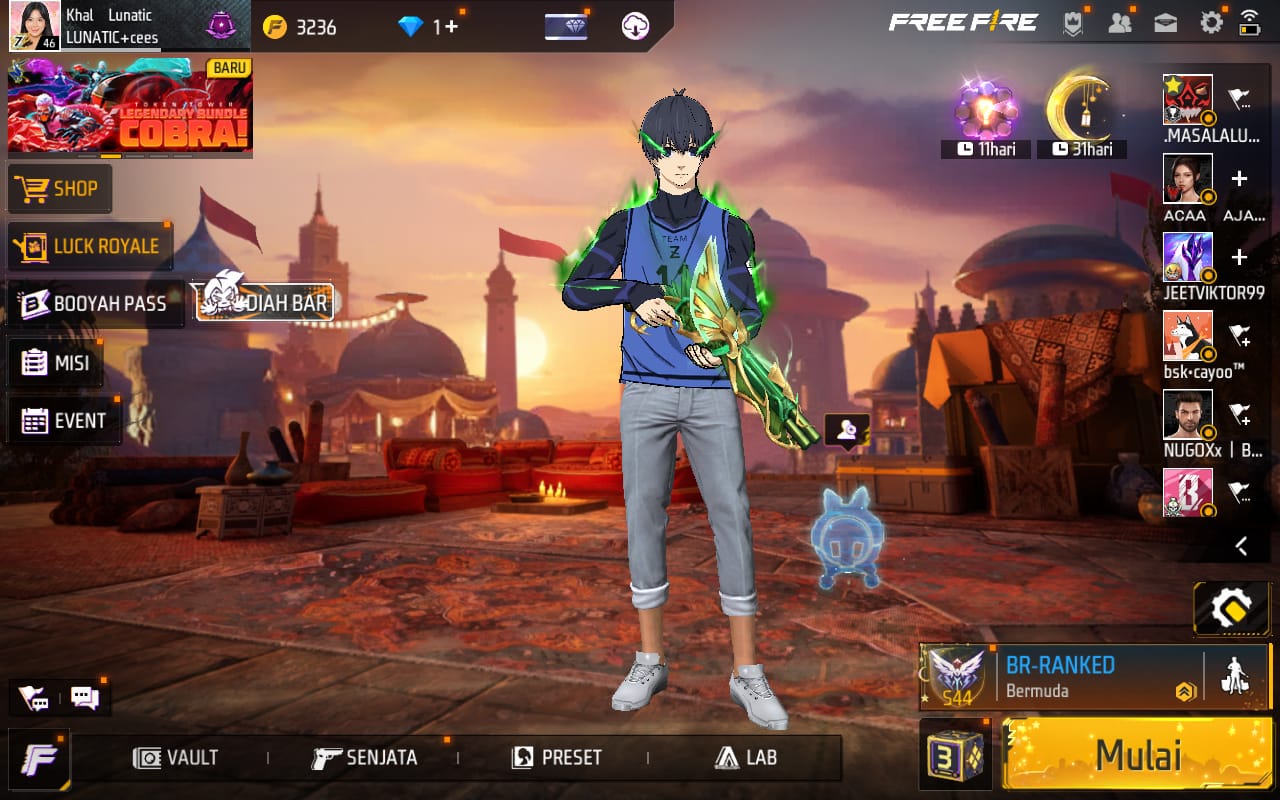 Khal Lunatic
LUNATIC+cees
46
3236
1+
FREE FIRE
BARU
TOKEN TOWER
LEGENDARY BUNDLE
COBRA!
SHOP
LUCK ROYALE
BOOYAH PASS
DIAH BAR
MISI
EVENT
TEAM
Z
11hari
31hari
.MASALALU...
ACAA AJA...
JEETVIKTOR99
bsk•cayoo™
NUGOXx | B...
BR-RANKED
Bermuda
S44
VAULT
SENJATA
PRESET
LAB
3
Mulai